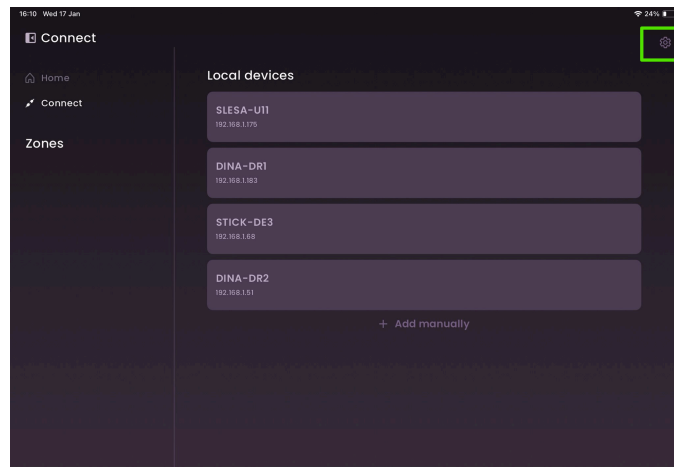 16:10 Wed 17 Jan
24%
Connect
Home
Connect
Zones
Local devices
SLESA-U11
192.168.1.175
DINA-DR1
192.168.1.183
STICK-DE3
192.168.1.68
DINA-DR2
192.168.1.51
+ Add manually